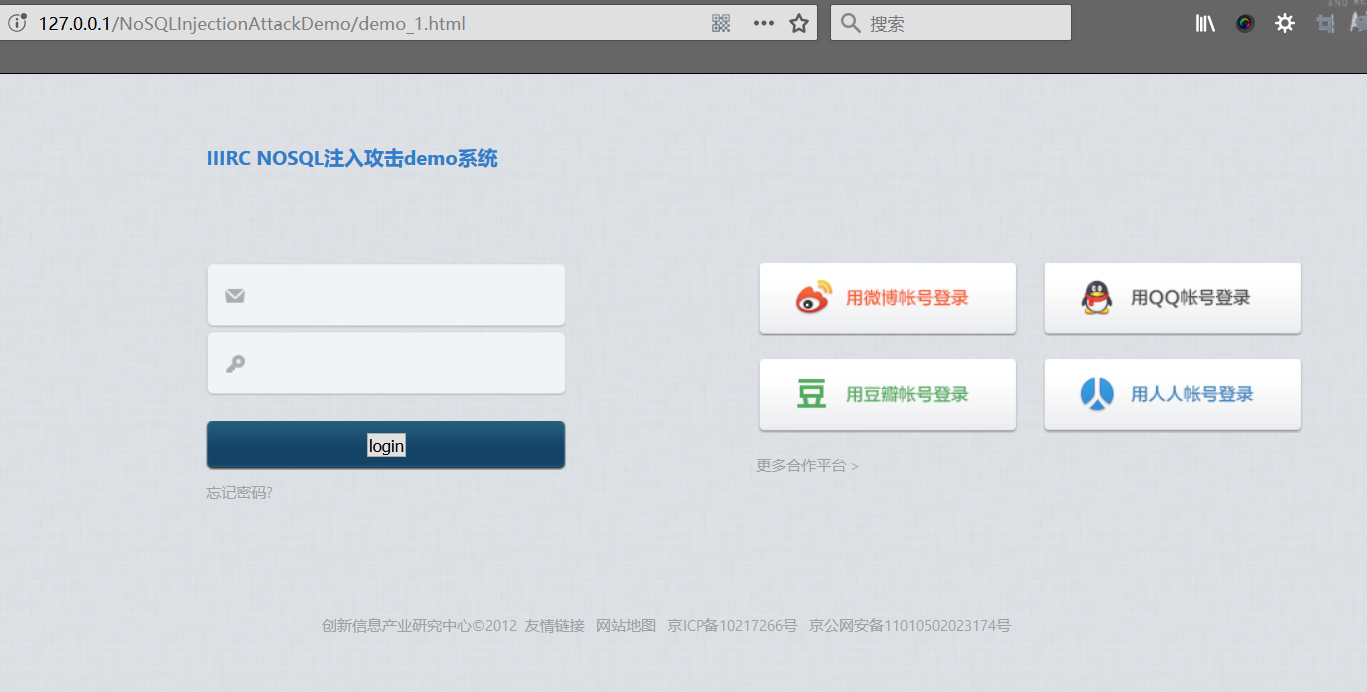 127.0.0.1/NoSQLInjectionAttackDemo/demo_1.html
搜索
IIIRC NOSQL注入攻击demo系统
用微博帐号登录
用QQ帐号登录
用豆瓣帐号登录
用人人帐号登录
login
更多合作平台 >
忘记密码?
创新信息产业研究中心©2012 友情链接 网站地图 京ICP备10217266号 京公网安备11010502023174号